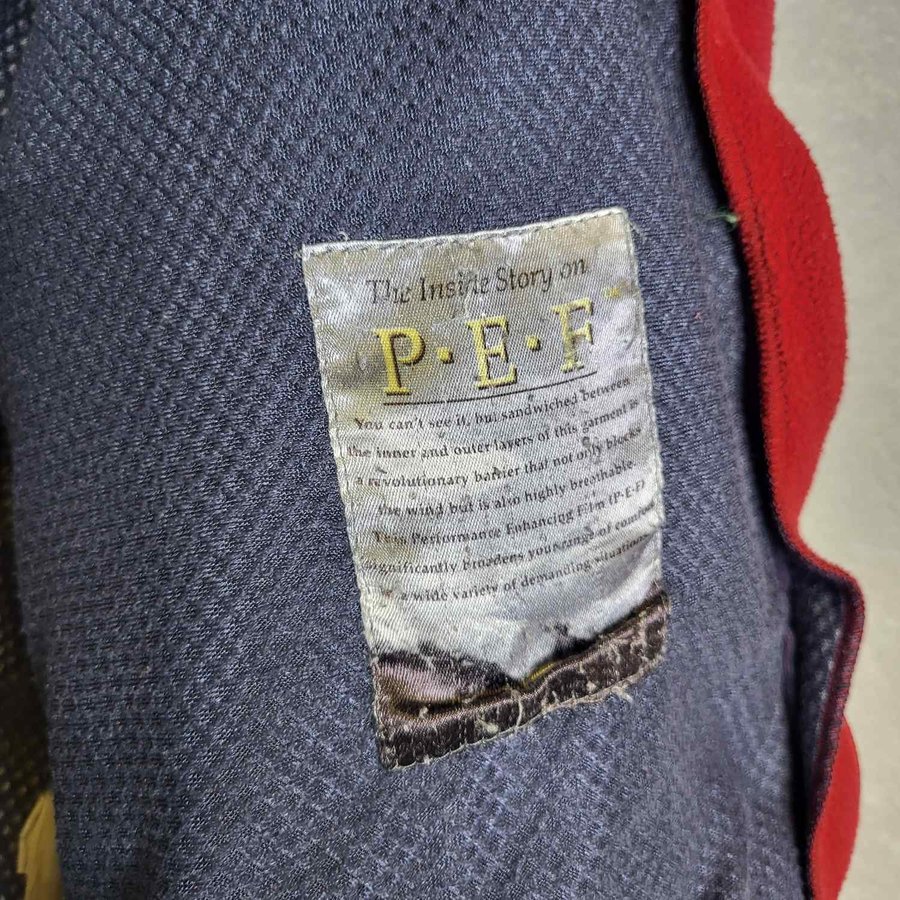 The Inside Story on
P·E·F™
You can't see it, but sandwiched between
the inner and outer layers of this garment is
a revolutionary barrier that not only blocks
the wind but is also highly breathable.
This Performance Enhancing Film (P·E·F)
significantly broadens your range of comfort
a wide variety of demanding situations